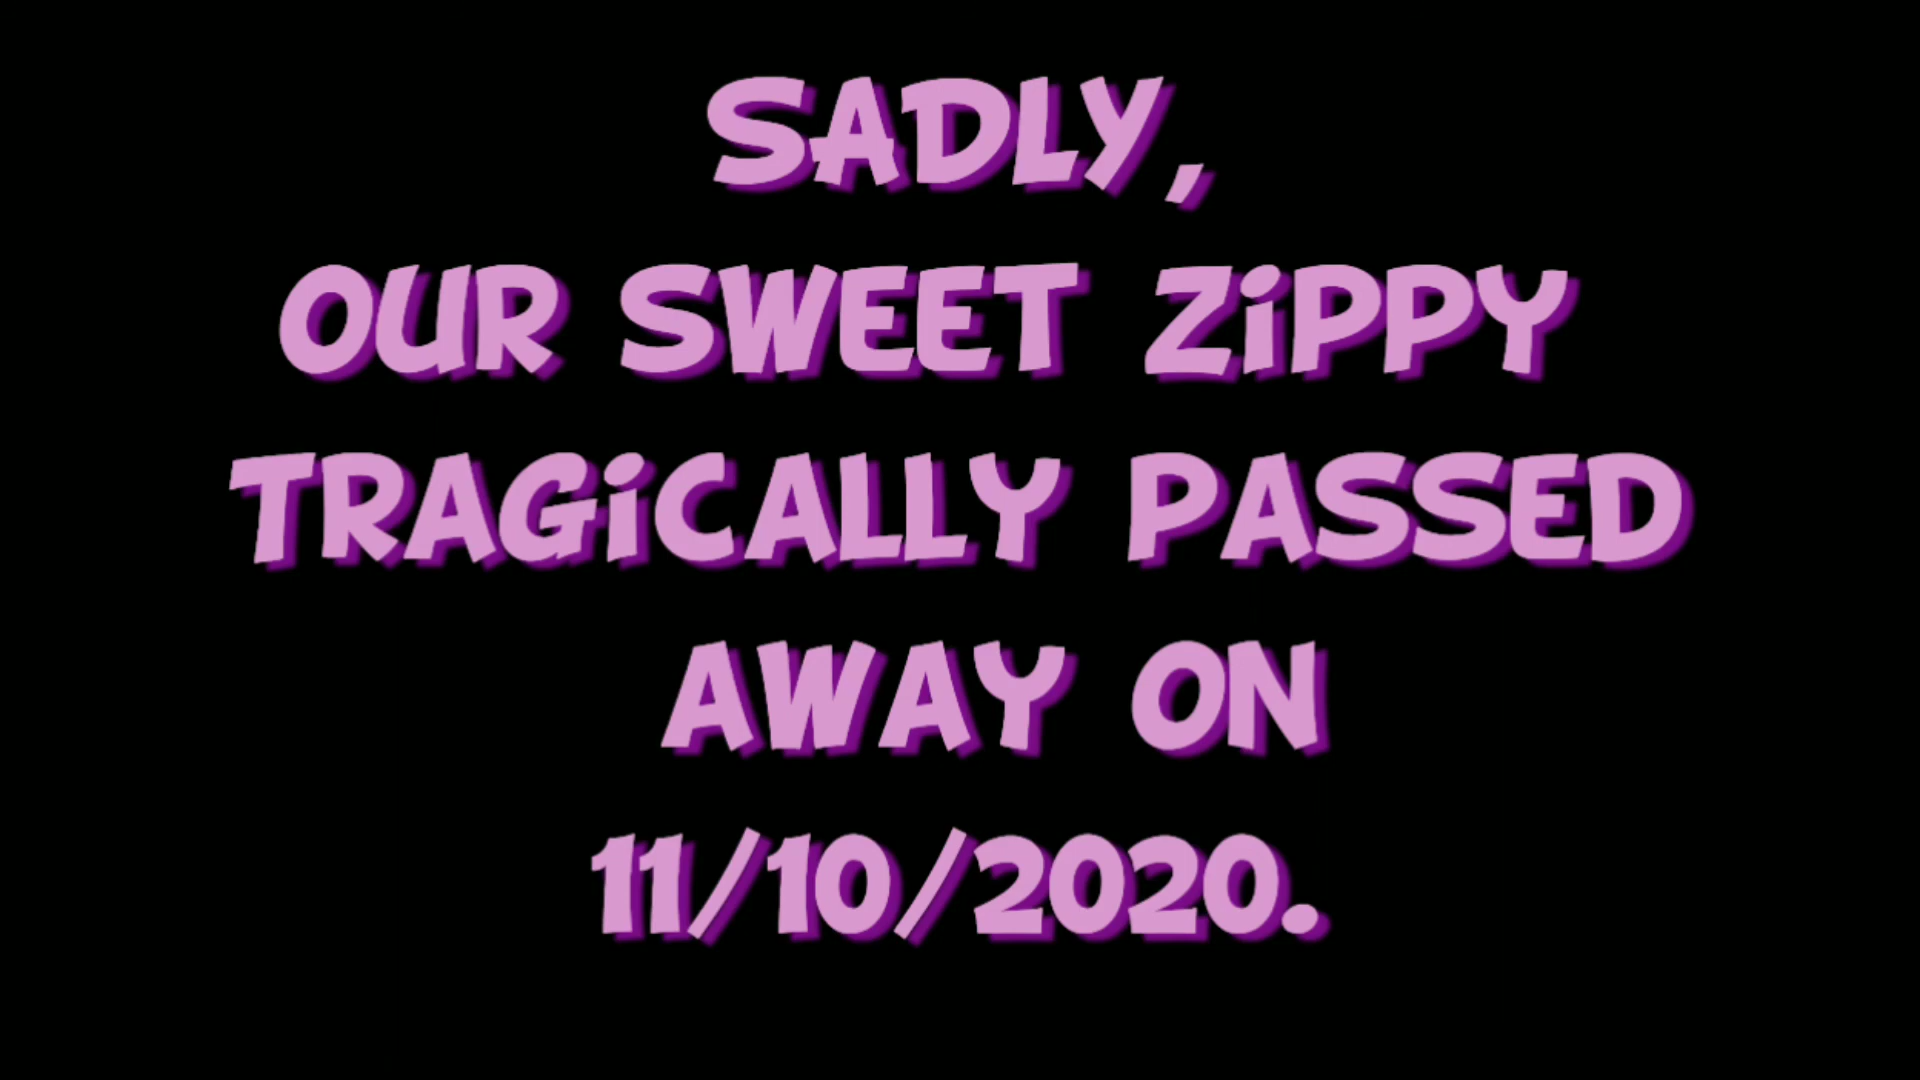 SADLY,
OUR SWEET ZiPPY
TRAGiCALLY PASSED
AWAY ON
11/10/2020.